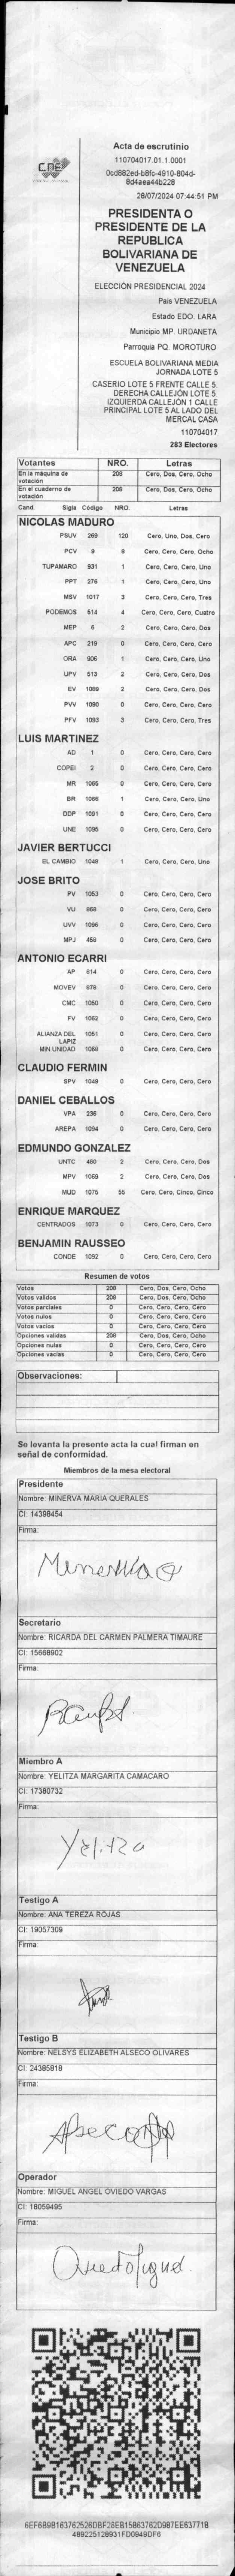 CNE
Acta de escrutinio
110704017.01.1.0001
0cd882ed-b8fc-4910-804d-
8d4aea44b228
28/07/2024 07:44:51 PM
PRESIDENTA O
PRESIDENTE DE LA
REPUBLICA
BOLIVARIANA DE
VENEZUELA
ELECCIÓN PRESIDENCIAL 2024
País VENEZUELA
Estado EDO. LARA
Municipio MP. URDANETA
Parroquia PQ. MOROTURO
ESCUELA BOLIVARIANA MEDIA
JORNADA LOTE 5
CASERIO LOTE 5 FRENTE CALLE 5.
DERECHA CALLEJÓN LOTE 5.
IZQUIERDA CALLEJÓN 1 CALLE
PRINCIPAL LOTE 5 AL LADO DEL
MERCAL CASA
110704017
283 Electores
Votantes NRO. Letras
En la máquina de votación 208 Cero, Dos, Cero, Ocho
En el cuaderno de votación 208 Cero, Dos, Cero, Ocho
Cand. Sigla Código NRO. Letras
NICOLAS MADURO
PSUV 269 120 Cero, Uno, Dos, Cero
PCV 9 8 Cero, Cero, Cero, Ocho
TUPAMARO 931 1 Cero, Cero, Cero, Uno
PPT 276 1 Cero, Cero, Cero, Uno
MSV 1017 3 Cero, Cero, Cero, Tres
PODEMOS 514 4 Cero, Cero, Cero, Cuatro
MEP 6 2 Cero, Cero, Cero, Dos
APC 219 0 Cero, Cero, Cero, Cero
ORA 906 1 Cero, Cero, Cero, Uno
UPV 513 2 Cero, Cero, Cero, Dos
EV 1089 2 Cero, Cero, Cero, Dos
PVV 1090 0 Cero, Cero, Cero, Cero
PFV 1093 3 Cero, Cero, Cero, Tres
LUIS MARTINEZ
AD 1 0 Cero, Cero, Cero, Cero
COPEI 2 0 Cero, Cero, Cero, Cero
MR 1065 0 Cero, Cero, Cero, Cero
BR 1066 1 Cero, Cero, Cero, Uno
DDP 1091 0 Cero, Cero, Cero, Cero
UNE 1095 0 Cero, Cero, Cero, Cero
JAVIER BERTUCCI
EL CAMBIO 1048 1 Cero, Cero, Cero, Uno
JOSE BRITO
PV 1053 0 Cero, Cero, Cero, Cero
VU 868 0 Cero, Cero, Cero, Cero
UVV 1096 0 Cero, Cero, Cero, Cero
MPJ 459 0 Cero, Cero, Cero, Cero
ANTONIO ECARRI
AP 814 0 Cero, Cero, Cero, Cero
MOVEV 878 0 Cero, Cero, Cero, Cero
CMC 1050 0 Cero, Cero, Cero, Cero
FV 1062 0 Cero, Cero, Cero, Cero
ALIANZA DEL LAPIZ 1051 0 Cero, Cero, Cero, Cero
MIN UNIDAD 1068 0 Cero, Cero, Cero, Cero
CLAUDIO FERMIN
SPV 1049 0 Cero, Cero, Cero, Cero
DANIEL CEBALLOS
VPA 236 0 Cero, Cero, Cero, Cero
AREPA 1094 0 Cero, Cero, Cero, Cero
EDMUNDO GONZALEZ
UNTC 480 2 Cero, Cero, Cero, Dos
MPV 1069 2 Cero, Cero, Cero, Dos
MUD 1075 55 Cero, Cero, Cinco, Cinco
ENRIQUE MARQUEZ
CENTRADOS 1073 0 Cero, Cero, Cero, Cero
BENJAMIN RAUSSEO
CONDE 1092 0 Cero, Cero, Cero, Cero
Resumen de votos
Votos 208 Cero, Dos, Cero, Ocho
Votos validos 208 Cero, Dos, Cero, Ocho
Votos parciales 0 Cero, Cero, Cero, Cero
Votos nulos 0 Cero, Cero, Cero, Cero
Votos vacios 0 Cero, Cero, Cero, Cero
Opciones validas 208 Cero, Dos, Cero, Ocho
Opciones nulas 0 Cero, Cero, Cero, Cero
Opciones vacias 0 Cero, Cero, Cero, Cero
Observaciones:
Se levanta la presente acta la cual firman en
señal de conformidad.
Miembros de la mesa electoral
Presidente
Nombre: MINERVA MARIA QUERALES
CI: 14398454
Firma:
Secretario
Nombre: RICARDA DEL CARMEN PALMERA TIMAURE
CI: 15668902
Firma:
Miembro A
Nombre: YELITZA MARGARITA CAMACARO
CI: 17380732
Firma:
Testigo A
Nombre: ANA TEREZA ROJAS
CI: 19057309
Firma:
Testigo B
Nombre: NELSYS ELIZABETH ALSECO OLIVARES
CI: 24385818
Firma:
Operador
Nombre: MIGUEL ANGEL OVIEDO VARGAS
CI: 18059495
Firma:
6EF6B9B163762526DBF28EB15863762D987EE637718
489225128931FD0949DF6